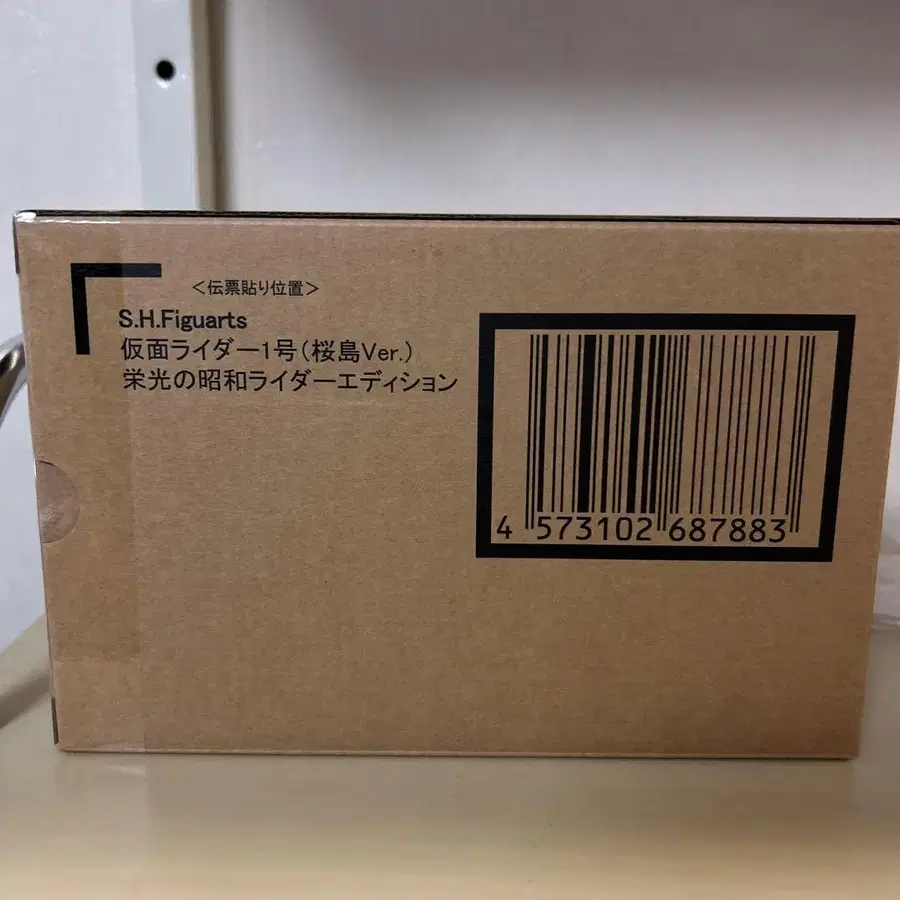 ＜伝票貼り位置＞
S.H.Figuarts
仮面ライダー1号（桜島Ver.）
栄光の昭和ライダーエディション
4 573102 687883